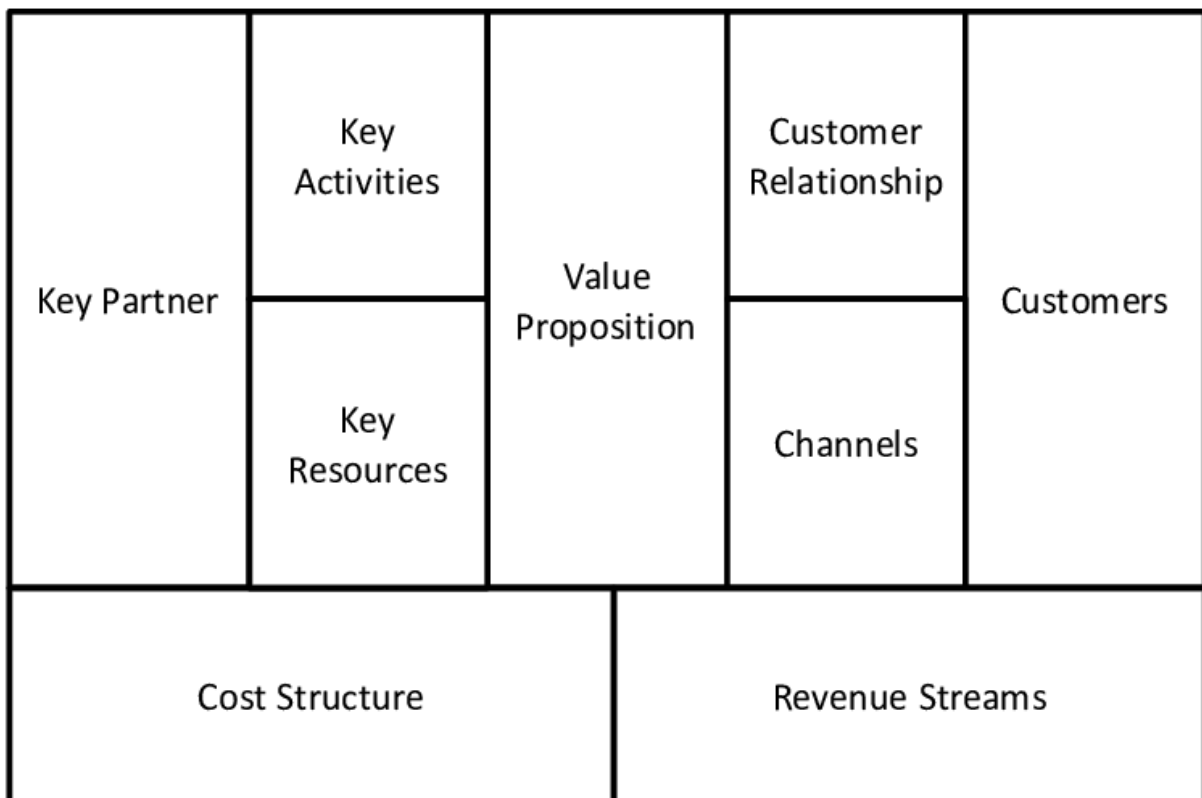 Key Partner
Key
Activities
Key
Resources
Value
Proposition
Customer
Relationship
Channels
Customers
Cost Structure
Revenue Streams